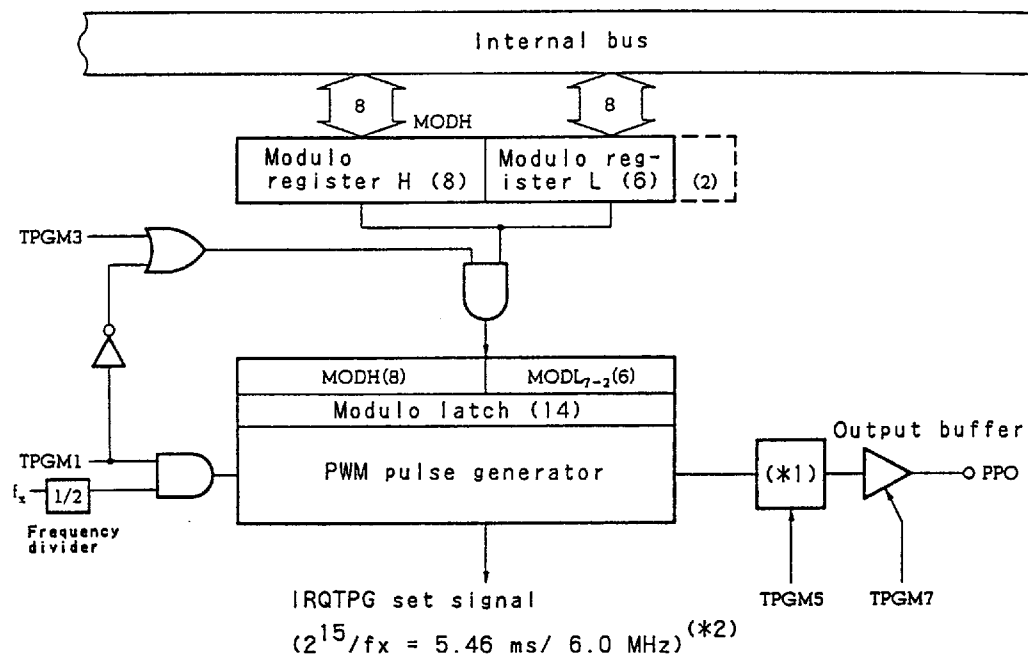 Internal bus
8
8
MODH
Modulo
register H (8)
Modulo reg-
ister L (6)
(2)
TPGM3
MODH(8)
MODL7-2(6)
Modulo latch (14)
TPGM1
PWM pulse generator
fx
1/2
Frequency
divider
(*1)
Output buffer
PPO
TPGM5
TPGM7
IRQTPG set signal
(2^15/fx = 5.46 ms/ 6.0 MHz)(*2)